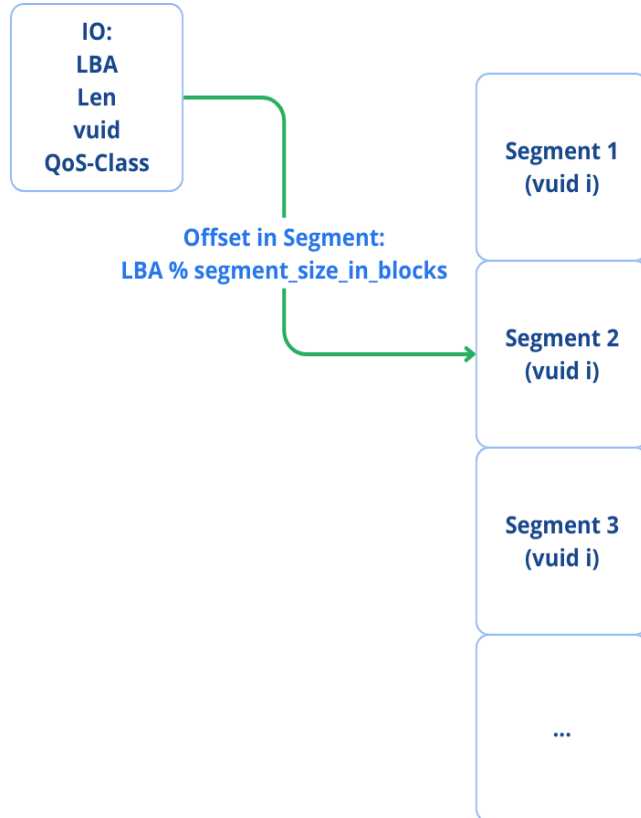 IO:
LBA
Len
vuid
QoS-Class
Offset in Segment:
LBA % segment_size_in_blocks
Segment 1
(vuid i)
Segment 2
(vuid i)
Segment 3
(vuid i)
...